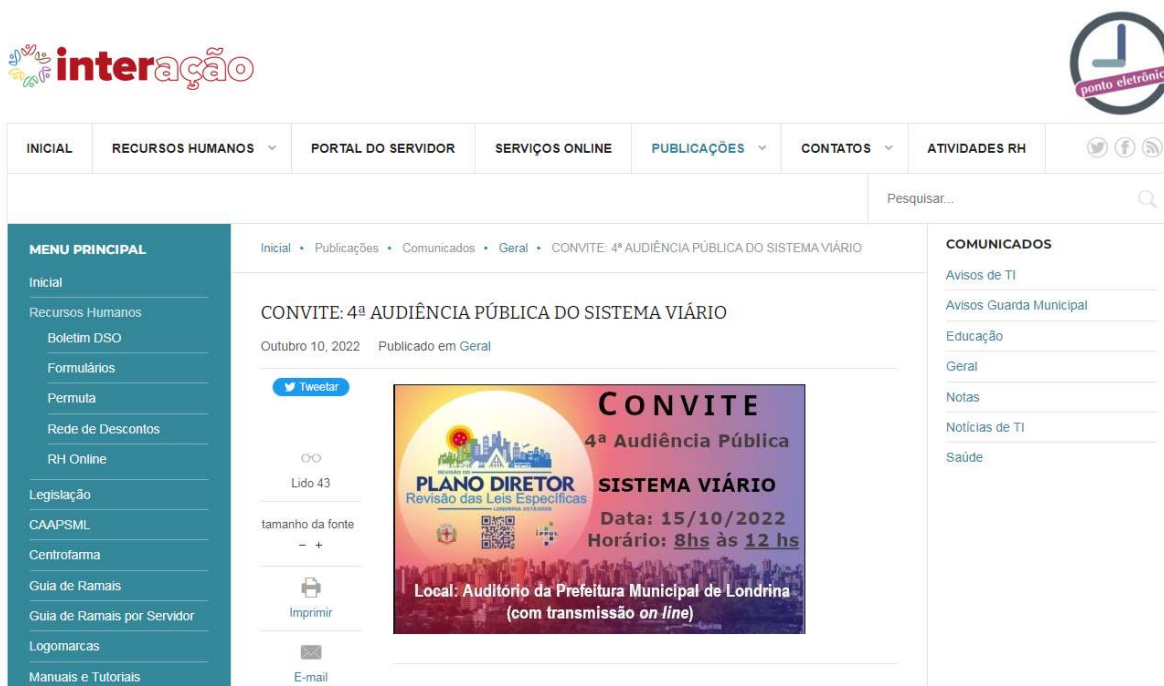 interação
ponto eletrônico
INICIAL
RECURSOS HUMANOS
PORTAL DO SERVIDOR
SERVIÇOS ONLINE
PUBLICAÇÕES
CONTATOS
ATIVIDADES RH
Pesquisar...
MENU PRINCIPAL
Inicial
Recursos Humanos
Boletim DSO
Formulários
Permuta
Rede de Descontos
RH Online
Legislação
CAAPSML
Centrofarma
Guia de Ramais
Guia de Ramais por Servidor
Logomarcas
Manuais e Tutoriais
Inicial • Publicações • Comunicados • Geral • CONVITE: 4ª AUDIÊNCIA PÚBLICA DO SISTEMA VIÁRIO
CONVITE: 4ª AUDIÊNCIA PÚBLICA DO SISTEMA VIÁRIO
Outubro 10, 2022 Publicado em Geral
Tweetar
Lido 43
tamanho da fonte
– +
Imprimir
E-mail
CONVITE
4ª Audiência Pública
SISTEMA VIÁRIO
Data: 15/10/2022
Horário: 8hs às 12 hs
REVISÃO DO
PLANO DIRETOR
Revisão das Leis Específicas
LONDRINA 2018/2028
ippul
Local: Auditório da Prefeitura Municipal de Londrina
(com transmissão on line)
COMUNICADOS
Avisos de TI
Avisos Guarda Municipal
Educação
Geral
Notas
Notícias de TI
Saúde